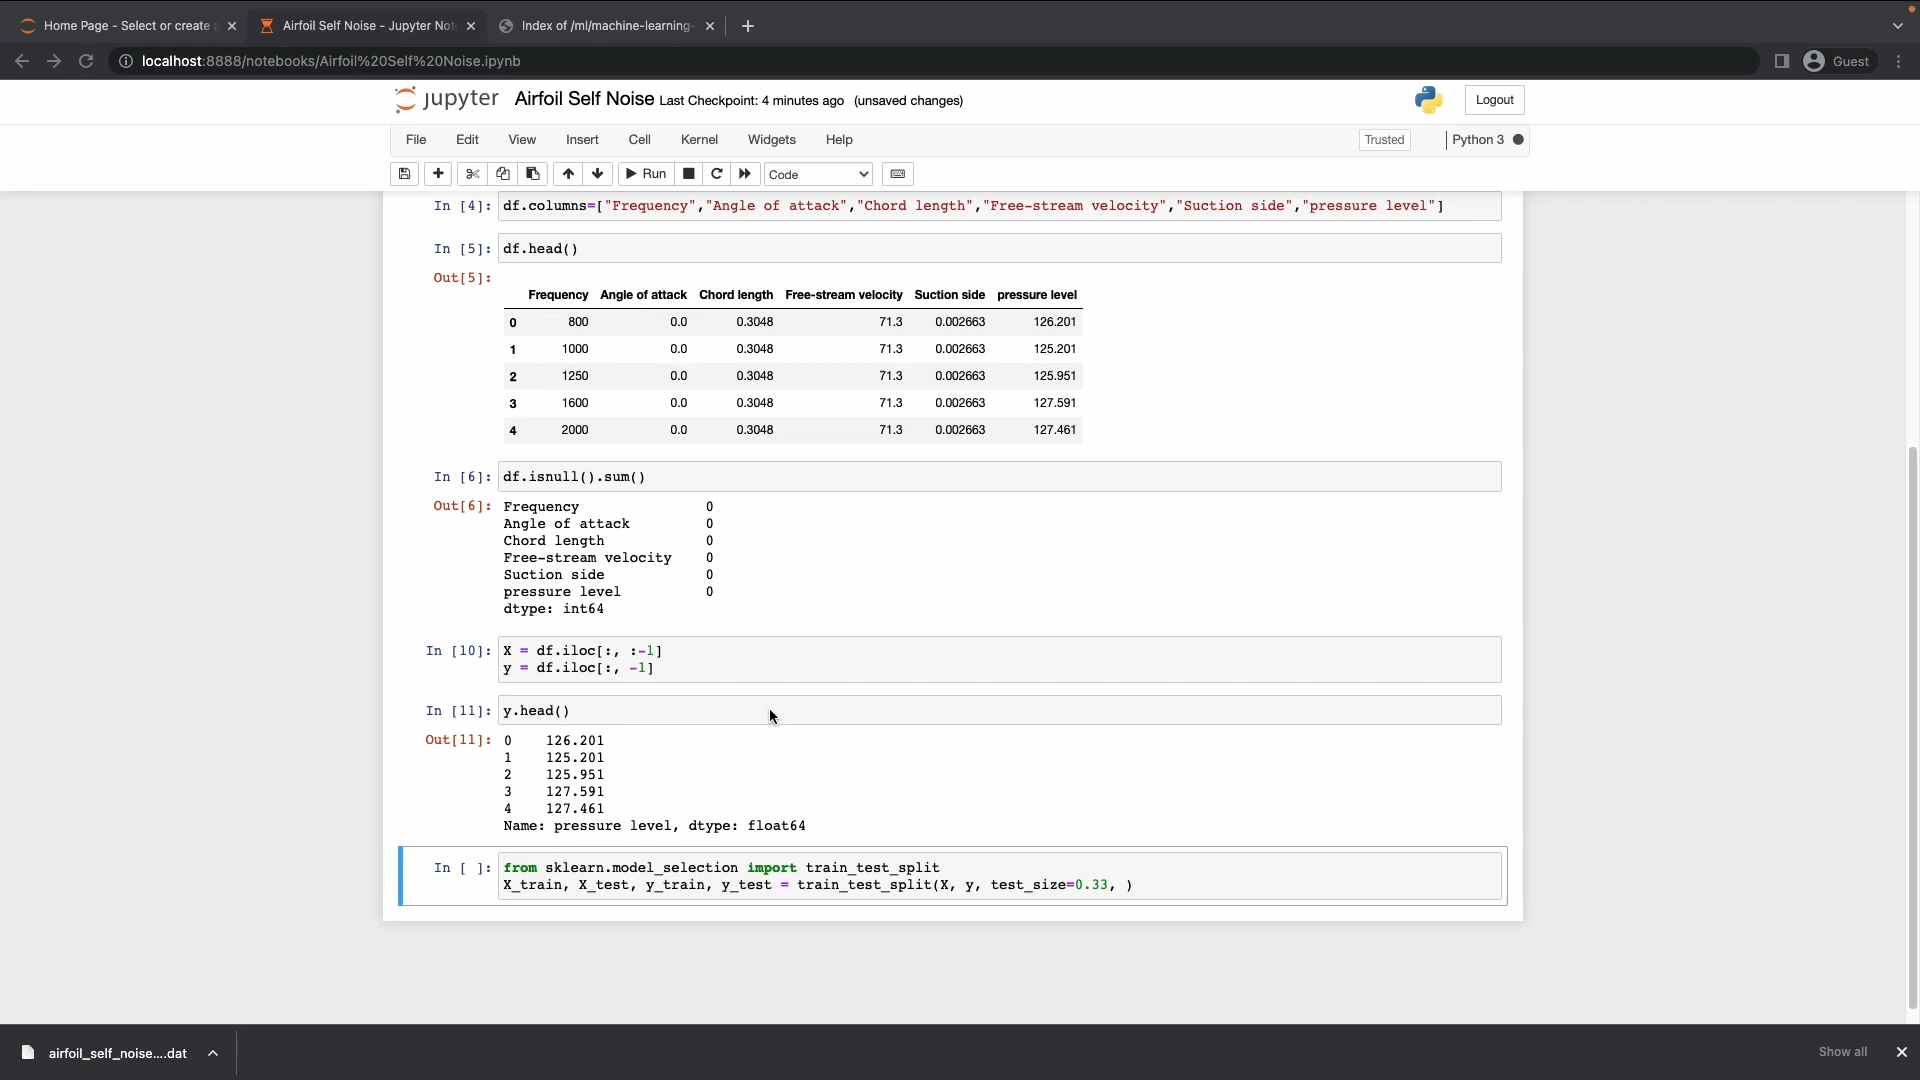 Home Page - Select or create a
Airfoil Self Noise - Jupyter Not
Index of /ml/machine-learning-
localhost:8888/notebooks/Airfoil%20Self%20Noise.ipynb
Guest
jupyter Airfoil Self Noise Last Checkpoint: 4 minutes ago (unsaved changes)
Logout
File Edit View Insert Cell Kernel Widgets Help
Trusted Python 3
Run Code
In [4]: df.columns=["Frequency","Angle of attack","Chord length","Free-stream velocity","Suction side","pressure level"]
In [5]: df.head()
Out[5]:
Frequency Angle of attack Chord length Free-stream velocity Suction side pressure level
0 800 0.0 0.3048 71.3 0.002663 126.201
1 1000 0.0 0.3048 71.3 0.002663 125.201
2 1250 0.0 0.3048 71.3 0.002663 125.951
3 1600 0.0 0.3048 71.3 0.002663 127.591
4 2000 0.0 0.3048 71.3 0.002663 127.461
In [6]: df.isnull().sum()
Out[6]: Frequency 0
Angle of attack 0
Chord length 0
Free-stream velocity 0
Suction side 0
pressure level 0
dtype: int64
In [10]: X = df.iloc[:, :-1]
y = df.iloc[:, -1]
In [11]: y.head()
Out[11]: 0 126.201
1 125.201
2 125.951
3 127.591
4 127.461
Name: pressure level, dtype: float64
In [ ]: from sklearn.model_selection import train_test_split
X_train, X_test, y_train, y_test = train_test_split(X, y, test_size=0.33, )
airfoil_self_noise....dat
Show all